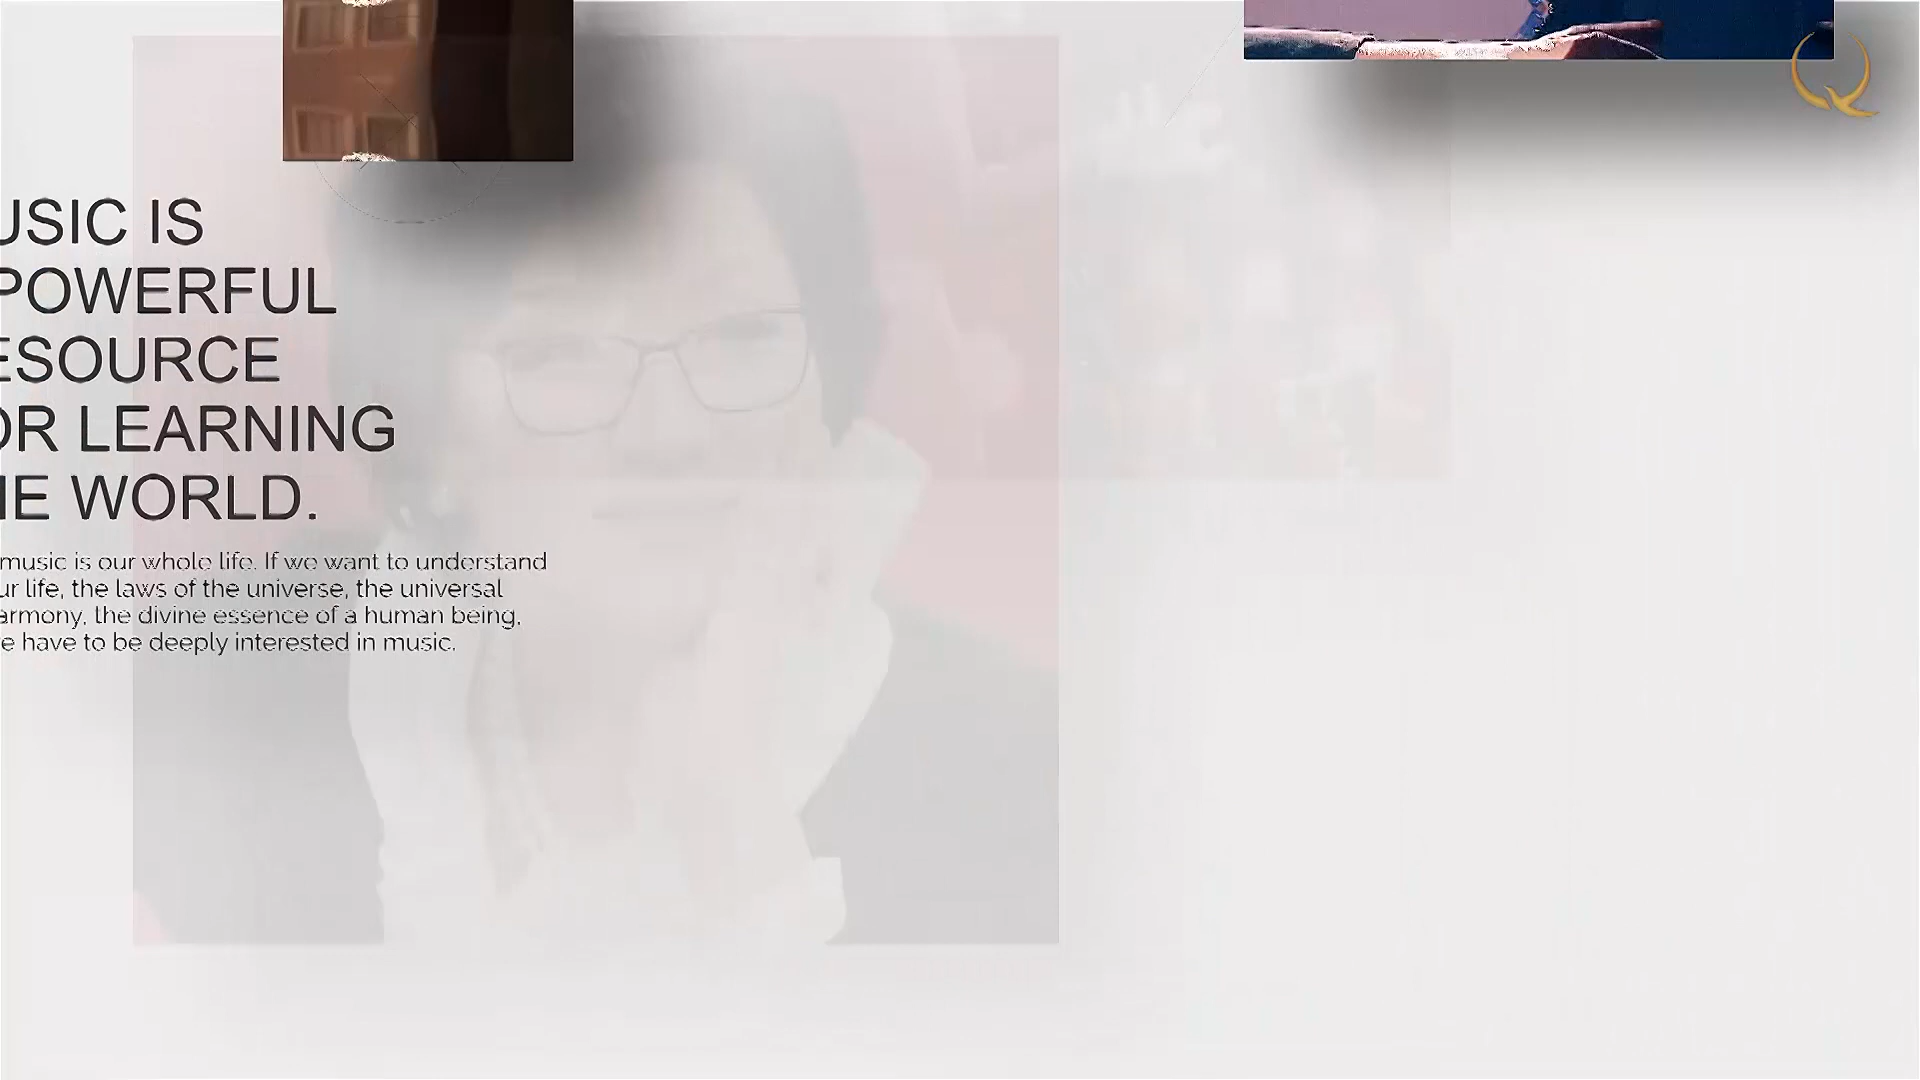 USIC IS
POWERFUL
ESOURCE
OR LEARNING
HE WORLD.
music is our whole life. If we want to understand
ur life, the laws of the universe, the universal
armony, the divine essence of a human being,
e have to be deeply interested in music.
Q